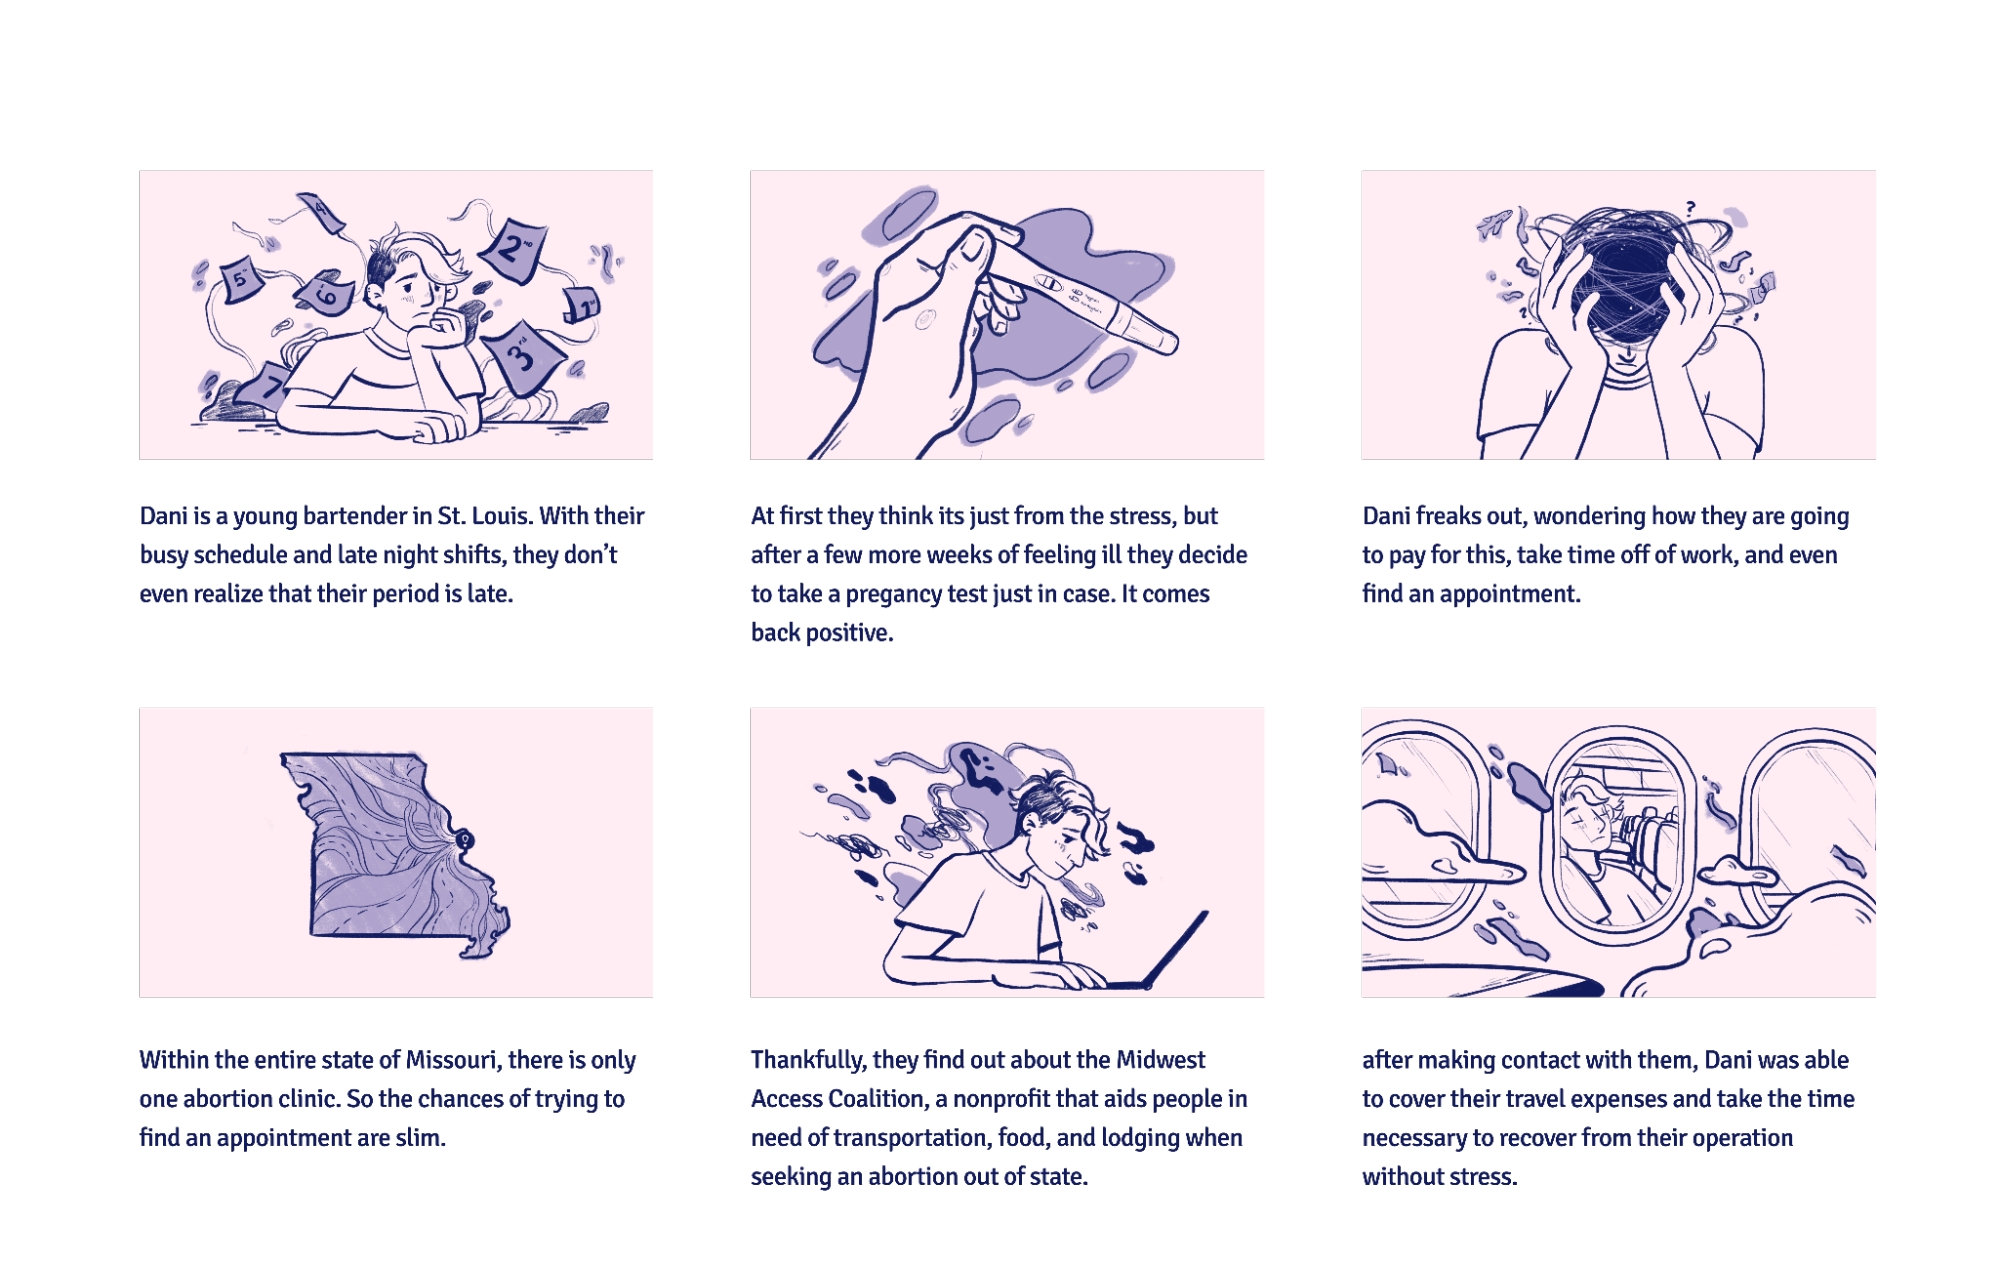 4
5
6
7
2ND
1st
3rd
Dani is a young bartender in St. Louis. With their
busy schedule and late night shifts, they don't
even realize that their period is late.
At first they think its just from the stress, but
after a few more weeks of feeling ill they decide
to take a pregancy test just in case. It comes
back positive.
?
?
Dani freaks out, wondering how they are going
to pay for this, take time off of work, and even
find an appointment.
Within the entire state of Missouri, there is only
one abortion clinic. So the chances of trying to
find an appointment are slim.
Thankfully, they find out about the Midwest
Access Coalition, a nonprofit that aids people in
need of transportation, food, and lodging when
seeking an abortion out of state.
after making contact with them, Dani was able
to cover their travel expenses and take the time
necessary to recover from their operation
without stress.